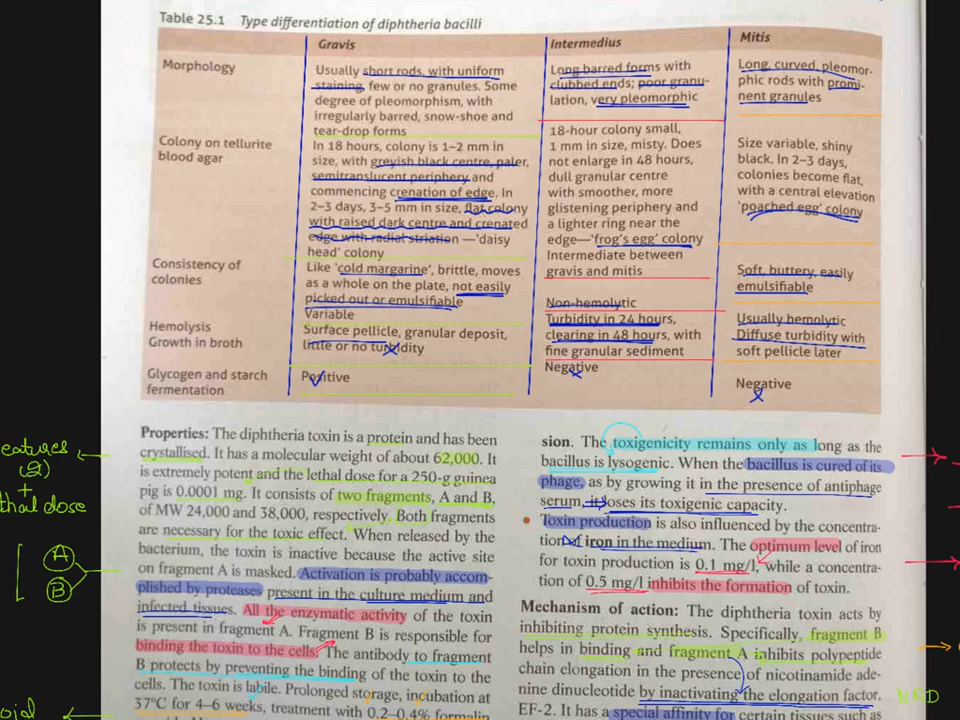 Table 25.1 Type differentiation of diphtheria bacilli
Gravis
Intermedius
Mitis
Morphology
Usually short rods, with uniform
staining, few or no granules. Some
degree of pleomorphism, with
irregularly barred, snow-shoe and
tear-drop forms
Long barred forms with
clubbed ends; poor granu-
lation, very pleomorphic
Long, curved, pleomor-
phic rods with promi-
nent granules
Colony on tellurite
blood agar
In 18 hours, colony is 1–2 mm in
size, with greyish black centre, paler,
semitranslucent periphery and
commencing crenation of edge. In
2–3 days, 3–5 mm in size, flat colony
with raised dark centre and crenated
edge with radial striation —'daisy
head' colony
18-hour colony small,
1 mm in size, misty. Does
not enlarge in 48 hours,
dull granular centre
with smoother, more
glistening periphery and
a lighter ring near the
edge—'frog's egg' colony
Size variable, shiny
black. In 2–3 days,
colonies become flat,
with a central elevation
'poached egg' colony
Consistency of
colonies
Like 'cold margarine', brittle, moves
as a whole on the plate, not easily
picked out or emulsifiable
Intermediate between
gravis and mitis
Soft, buttery, easily
emulsifiable
Hemolysis
Variable
Non-hemolytic
Usually hemolytic
Growth in broth
Surface pellicle, granular deposit,
little or no turbidity
Turbidity in 24 hours,
clearing in 48 hours, with
fine granular sediment
Diffuse turbidity with
soft pellicle later
Glycogen and starch
fermentation
Positive
Negative
Negative
Properties: The diphtheria toxin is a protein and has been
crystallised. It has a molecular weight of about 62,000. It
is extremely potent and the lethal dose for a 250-g guinea
pig is 0.0001 mg. It consists of two fragments, A and B,
of MW 24,000 and 38,000, respectively. Both fragments
are necessary for the toxic effect. When released by the
bacterium, the toxin is inactive because the active site
on fragment A is masked. Activation is probably accom-
plished by proteases present in the culture medium and
infected tissues. All the enzymatic activity of the toxin
is present in fragment A. Fragment B is responsible for
binding the toxin to the cells. The antibody to fragment
B protects by preventing the binding of the toxin to the
cells. The toxin is labile. Prolonged storage, incubation at
37°C for 4–6 weeks, treatment with 0.2–0.4% formalin
sion. The toxigenicity remains only as long as the
bacillus is lysogenic. When the bacillus is cured of its
phage, as by growing it in the presence of antiphage
serum, it loses its toxigenic capacity.
• Toxin production is also influenced by the concentra-
tion of iron in the medium. The optimum level of iron
for toxin production is 0.1 mg/l, while a concentra-
tion of 0.5 mg/l inhibits the formation of toxin.
Mechanism of action: The diphtheria toxin acts by
inhibiting protein synthesis. Specifically, fragment B
helps in binding and fragment A inhibits polypeptide
chain elongation in the presence of nicotinamide ade-
nine dinucleotide by inactivating the elongation factor,
EF-2. It has a special affinity for certain tissues such as
eatures
(2)
+
thal dose
A
B
oid
NAD